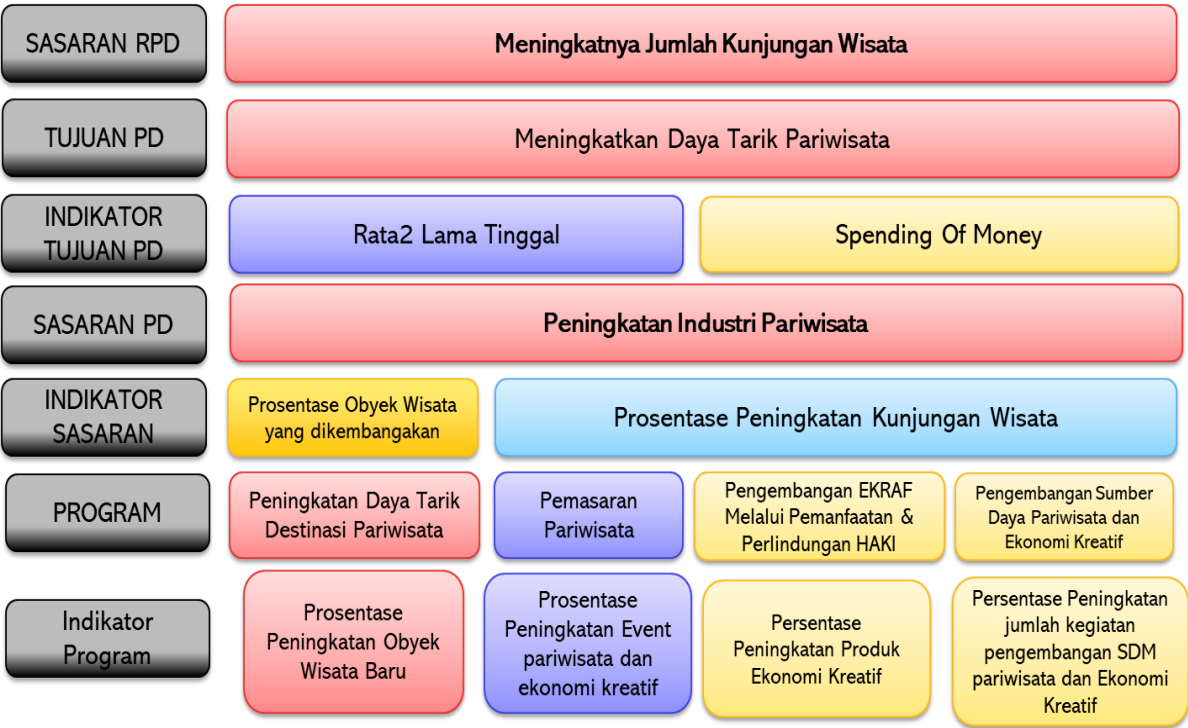 SASARAN RPD
Meningkatnya Jumlah Kunjungan Wisata
TUJUAN PD
Meningkatkan Daya Tarik Pariwisata
INDIKATOR
TUJUAN PD
Rata2 Lama Tinggal
Spending Of Money
SASARAN PD
Peningkatan Industri Pariwisata
INDIKATOR
SASARAN
Prosentase Obyek Wisata
yang dikembangakan
Prosentase Peningkatan Kunjungan Wisata
PROGRAM
Peningkatan Daya Tarik
Destinasi Pariwisata
Pemasaran
Pariwisata
Pengembangan EKRAF
Melalui Pemanfaatan &
Perlindungan HAKI
Pengembangan Sumber
Daya Pariwisata dan
Ekonomi Kreatif
Indikator
Program
Prosentase
Peningkatan Obyek
Wisata Baru
Prosentase
Peningkatan Event
pariwisata dan
ekonomi kreatif
Persentase
Peningkatan Produk
Ekonomi Kreatif
Persentase Peningkatan
jumlah kegiatan
pengembangan SDM
pariwisata dan Ekonomi
Kreatif